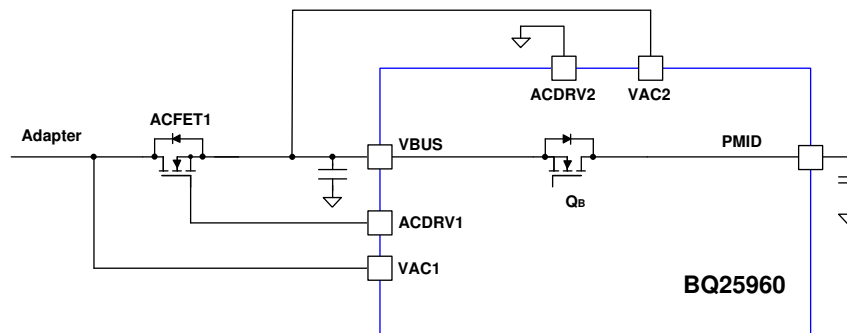 ACDRV2
VAC2
ACFET1
Adapter
VBUS
PMID
QB
ACDRV1
VAC1
BQ25960